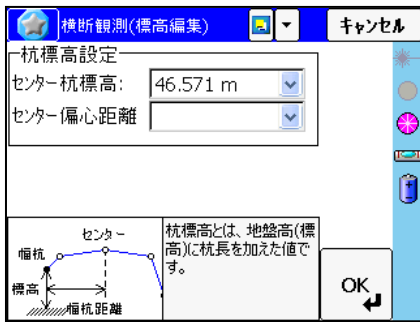 横断観測(標高編集)
キャンセル
杭標高設定
センター杭標高:
46.571 m
センター偏心距離
センター
幅杭
標高
幅杭距離
杭標高とは、地盤高(標
高)に杭長を加えた値で
す。
OK